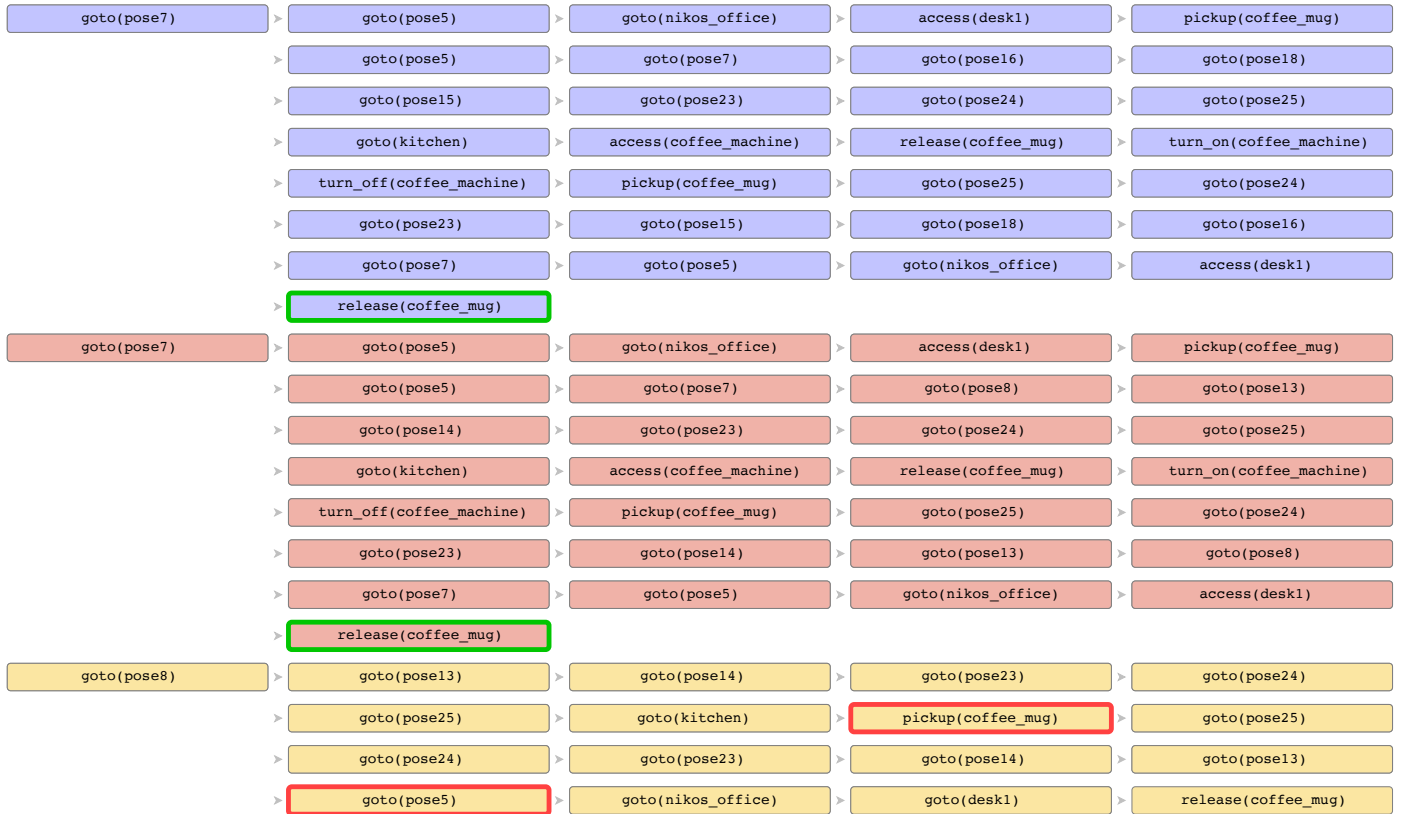 goto(pose7) goto(pose5) goto(nikos_office) access(desk1) pickup(coffee_mug)
goto(pose5) goto(pose7) goto(pose16) goto(pose18)
goto(pose15) goto(pose23) goto(pose24) goto(pose25)
goto(kitchen) access(coffee_machine) release(coffee_mug) turn_on(coffee_machine)
turn_off(coffee_machine) pickup(coffee_mug) goto(pose25) goto(pose24)
goto(pose23) goto(pose15) goto(pose18) goto(pose16)
goto(pose7) goto(pose5) goto(nikos_office) access(desk1)
release(coffee_mug)
goto(pose7) goto(pose5) goto(nikos_office) access(desk1) pickup(coffee_mug)
goto(pose5) goto(pose7) goto(pose8) goto(pose13)
goto(pose14) goto(pose23) goto(pose24) goto(pose25)
goto(kitchen) access(coffee_machine) release(coffee_mug) turn_on(coffee_machine)
turn_off(coffee_machine) pickup(coffee_mug) goto(pose25) goto(pose24)
goto(pose23) goto(pose14) goto(pose13) goto(pose8)
goto(pose7) goto(pose5) goto(nikos_office) access(desk1)
release(coffee_mug)
goto(pose8) goto(pose13) goto(pose14) goto(pose23) goto(pose24)
goto(pose25) goto(kitchen) pickup(coffee_mug) goto(pose25)
goto(pose24) goto(pose23) goto(pose14) goto(pose13)
goto(pose5) goto(nikos_office) goto(desk1) release(coffee_mug)